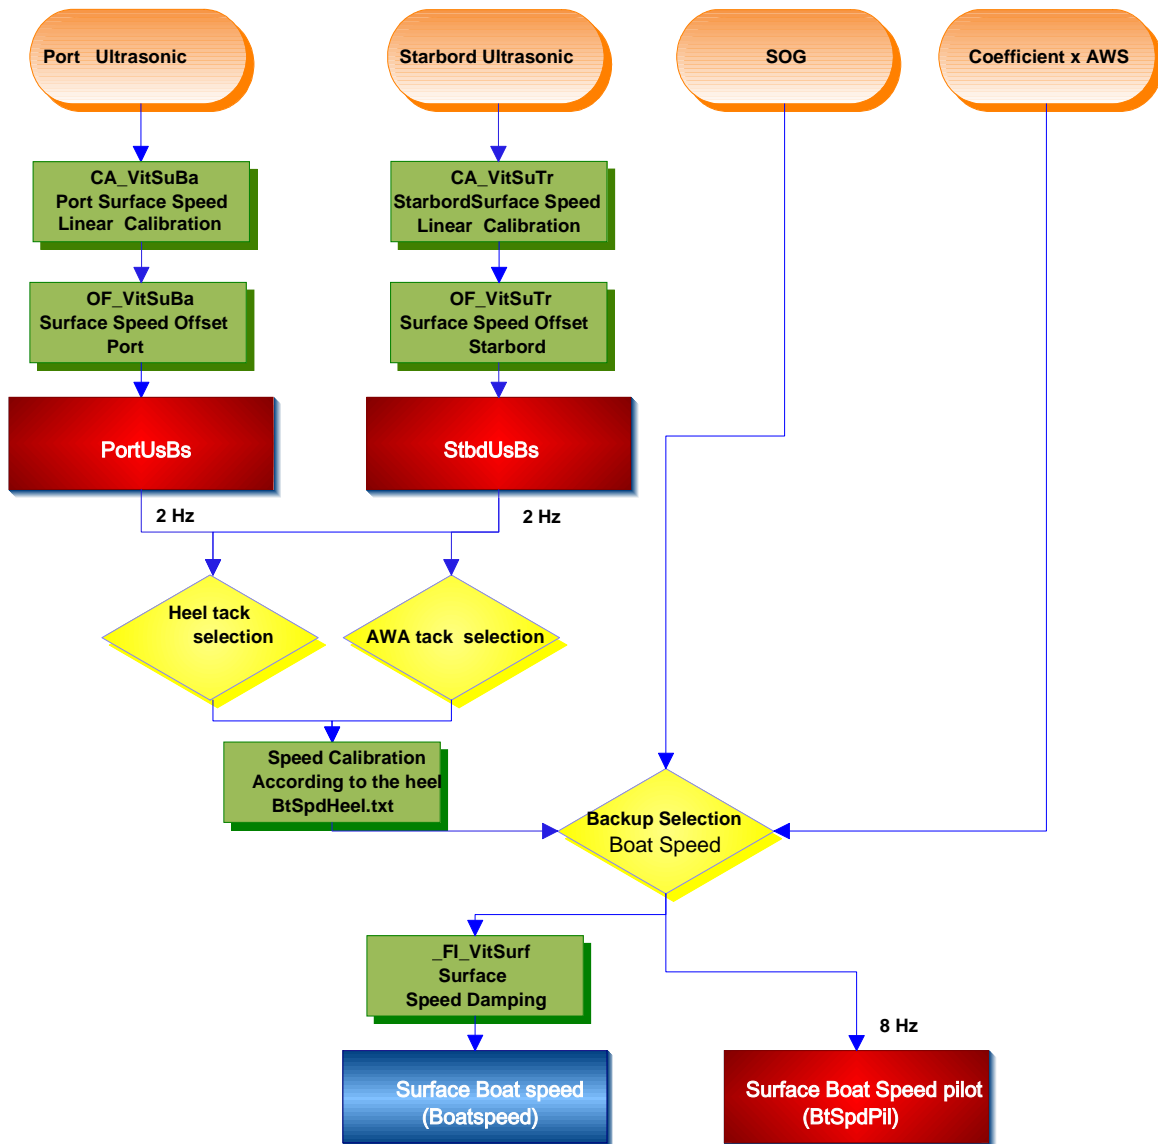 Port Ultrasonic
Starbord Ultrasonic
SOG
Coefficient x AWS
CA_VitSuBa
Port Surface Speed
Linear Calibration
CA_VitSuTr
StarbordSurface Speed
Linear Calibration
OF_VitSuBa
Surface Speed Offset
Port
OF_VitSuTr
Surface Speed Offset
Starbord
PortUsBs
StbdUsBs
2 Hz
2 Hz
Heel tack
selection
AWA tack selection
Speed Calibration
According to the heel
BtSpdHeel.txt
Backup Selection
Boat Speed
_FI_VitSurf
Surface
Speed Damping
8 Hz
Surface Boat speed
(Boatspeed)
Surface Boat Speed pilot
(BtSpdPil)